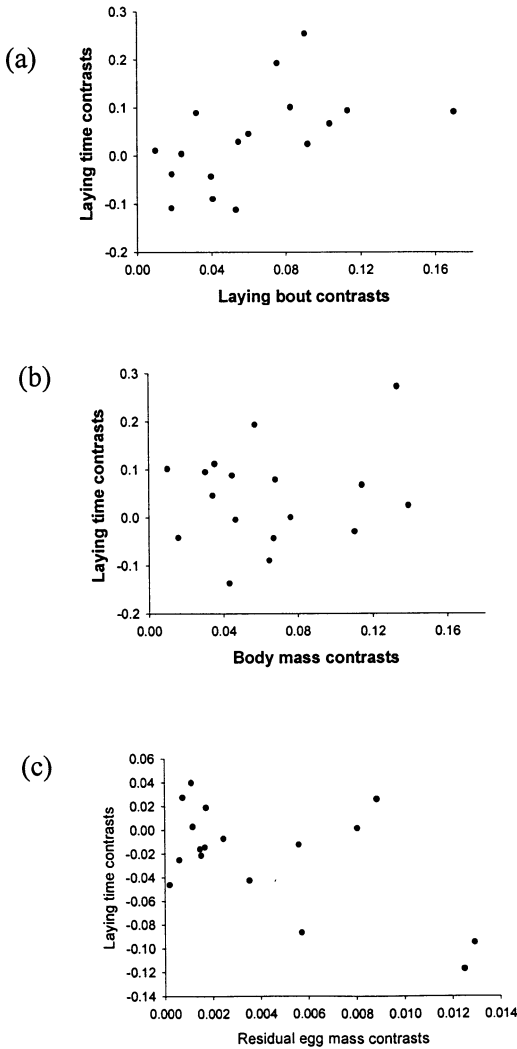 (a)
Laying time contrasts
0.3
0.2
0.1
0.0
-0.1
-0.2
0.00 0.04 0.08 0.12 0.16
Laying bout contrasts
(b)
Laying time contrasts
0.3
0.2
0.1
0.0
-0.1
-0.2
0.00 0.04 0.08 0.12 0.16
Body mass contrasts
(c)
Laying time contrasts
0.06
0.04
0.02
0.00
-0.02
-0.04
-0.06
-0.08
-0.10
-0.12
-0.14
0.000 0.002 0.004 0.006 0.008 0.010 0.012 0.014
Residual egg mass contrasts